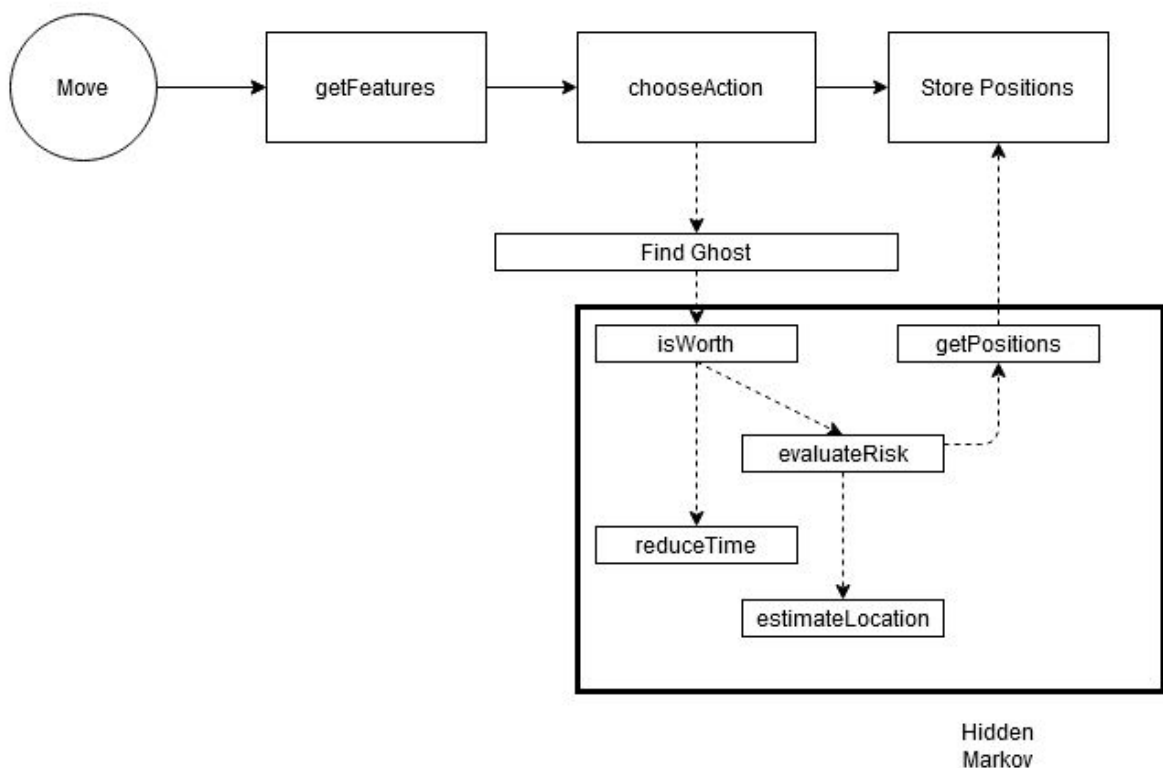 Move
getFeatures
chooseAction
Store Positions
Find Ghost
isWorth
getPositions
evaluateRisk
reduceTime
estimateLocation
Hidden
Markov